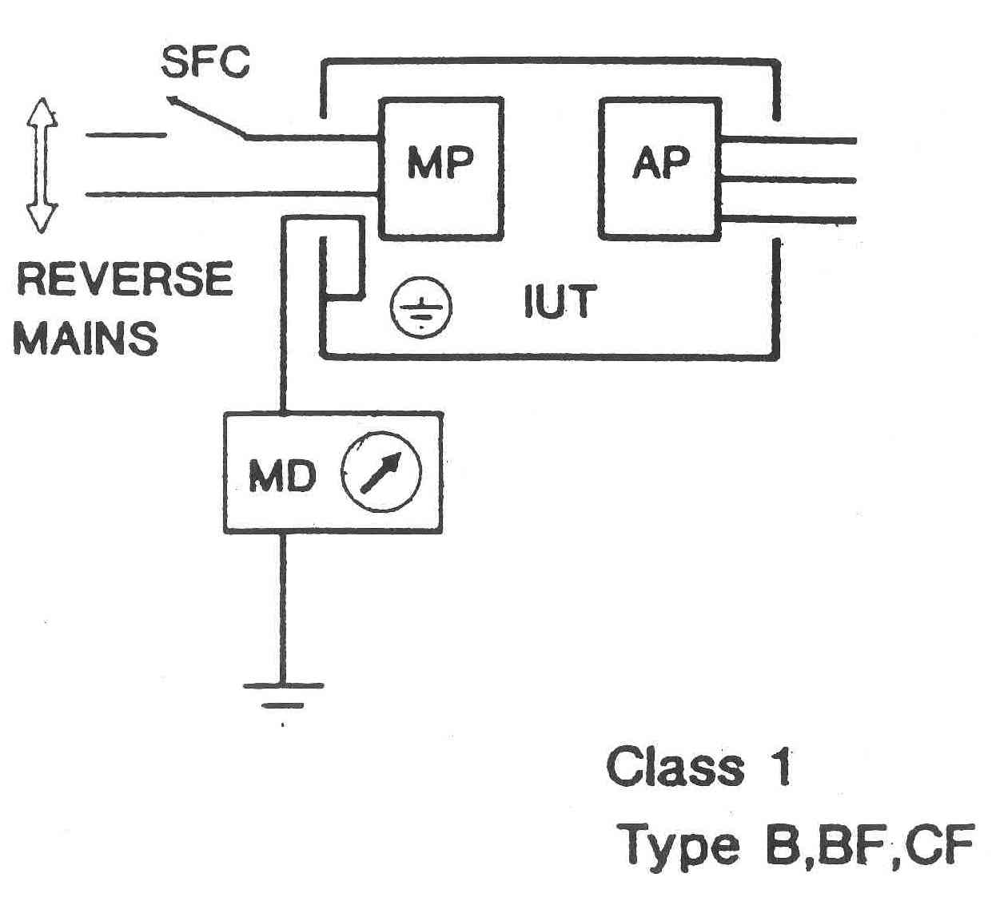 SFC
MP
AP
REVERSE
MAINS
IUT
MD
Class 1
Type B,BF,CF